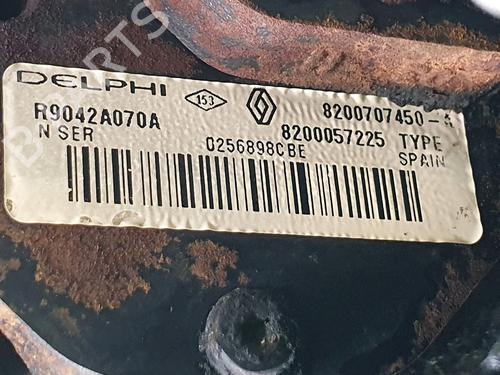 DELPHI 153 8200707450-A
R9042A070A 8200057225 TYPE
N SER 0256898CBE SPAIN